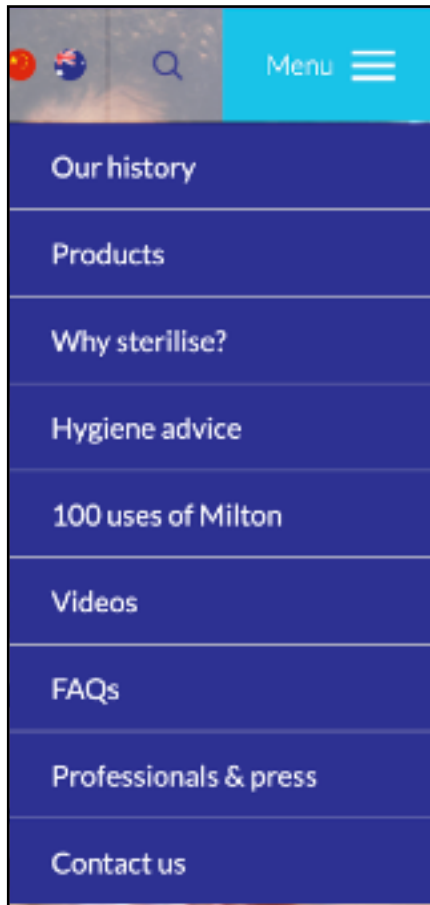 Menu
Our history
Products
Why sterilise?
Hygiene advice
100 uses of Milton
Videos
FAQs
Professionals & press
Contact us